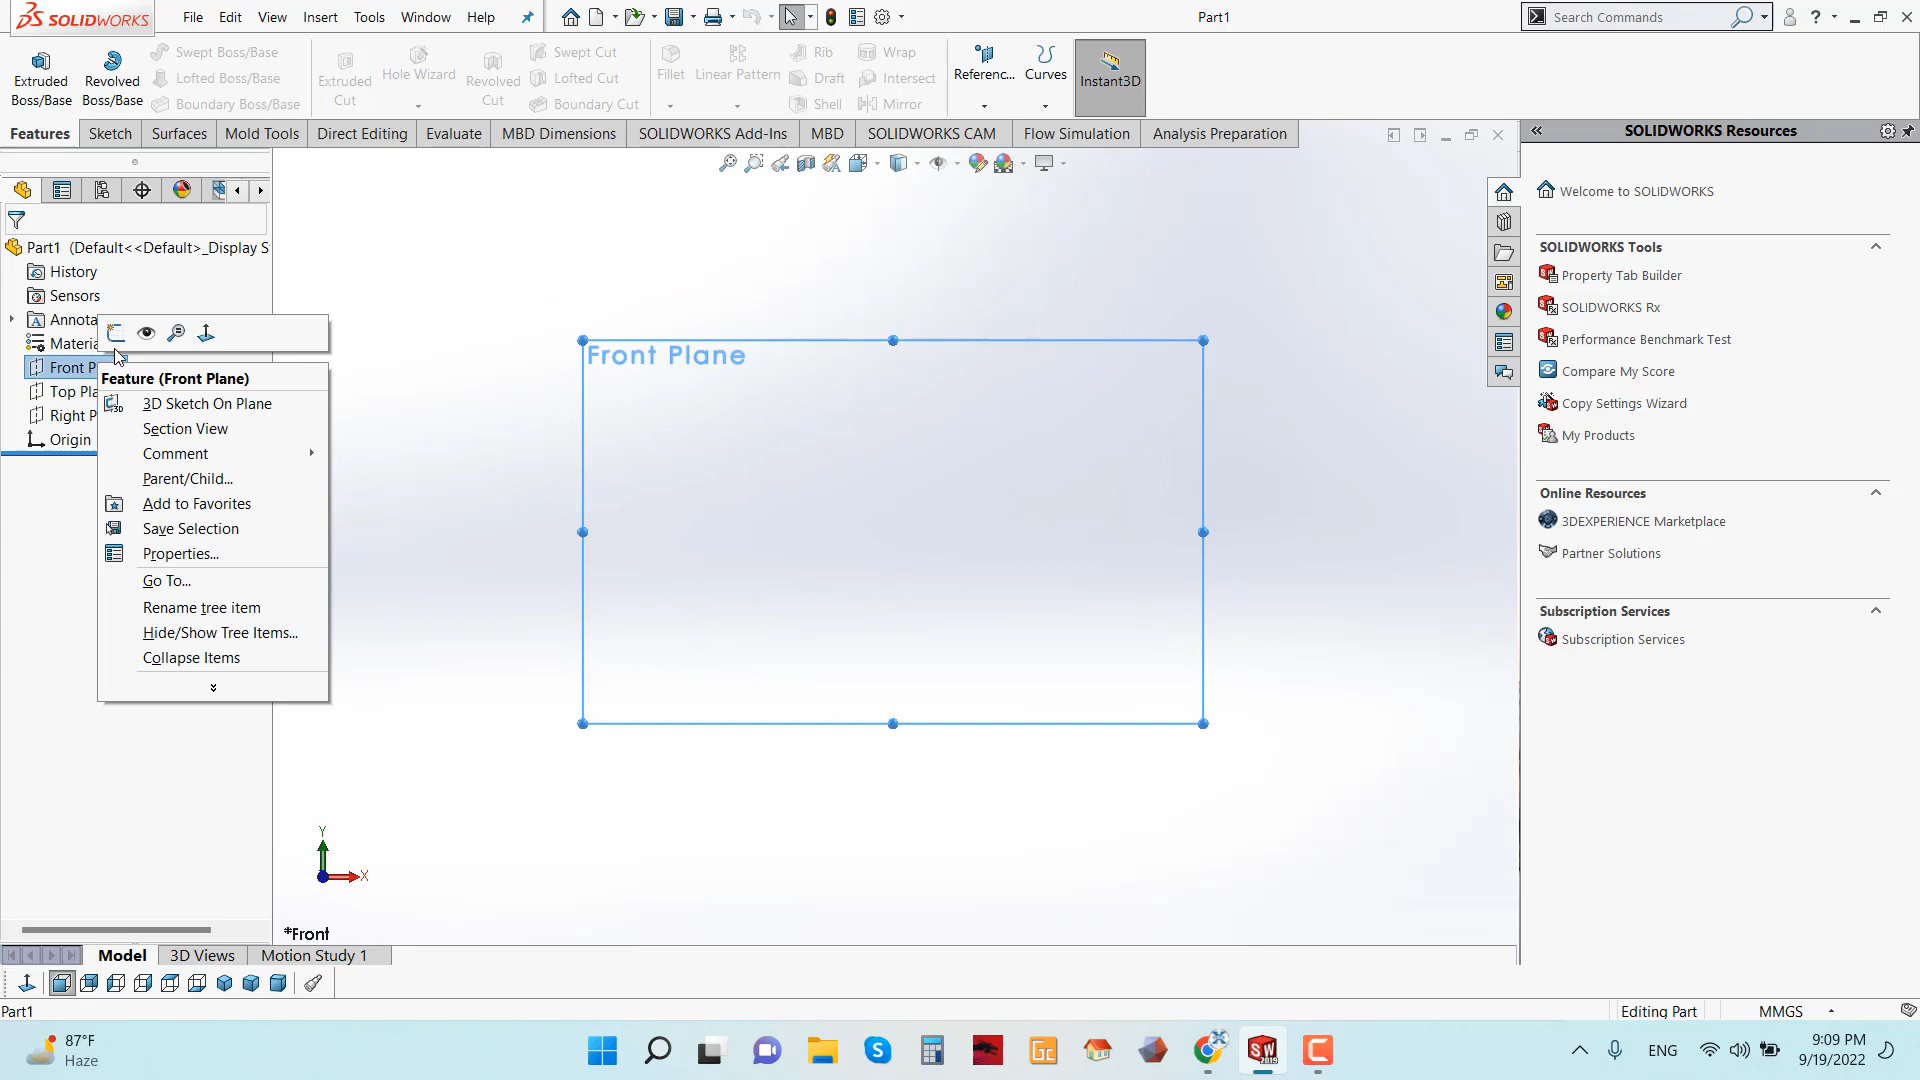 SOLIDWORKS File Edit View Insert Tools Window Help Part1 Search Commands ?
Extruded Boss/Base
Revolved Boss/Base
Swept Boss/Base
Lofted Boss/Base
Boundary Boss/Base
Extruded Cut
Hole Wizard
Revolved Cut
Swept Cut
Lofted Cut
Boundary Cut
Fillet
Linear Pattern
Rib
Draft
Shell
Wrap
Intersect
Mirror
Referenc...
Curves
Instant3D
Features Sketch Surfaces Mold Tools Direct Editing Evaluate MBD Dimensions SOLIDWORKS Add-Ins MBD SOLIDWORKS CAM Flow Simulation Analysis Preparation
Part1 (Default<<Default>_Display S
History
Sensors
Annota
Materia
Front P
Top Pla
Right P
Origin
Feature (Front Plane)
3D Sketch On Plane
Section View
Comment
Parent/Child...
Add to Favorites
Save Selection
Properties...
Go To...
Rename tree item
Hide/Show Tree Items...
Collapse Items
Front Plane
Y
X
*Front
SOLIDWORKS Resources
Welcome to SOLIDWORKS
SOLIDWORKS Tools
Property Tab Builder
SOLIDWORKS Rx
Performance Benchmark Test
Compare My Score
Copy Settings Wizard
My Products
Online Resources
3DEXPERIENCE Marketplace
Partner Solutions
Subscription Services
Subscription Services
Model 3D Views Motion Study 1
Part1 Editing Part MMGS
87°F
Haze
Gc
SW
2019
ENG
9:09 PM
9/19/2022